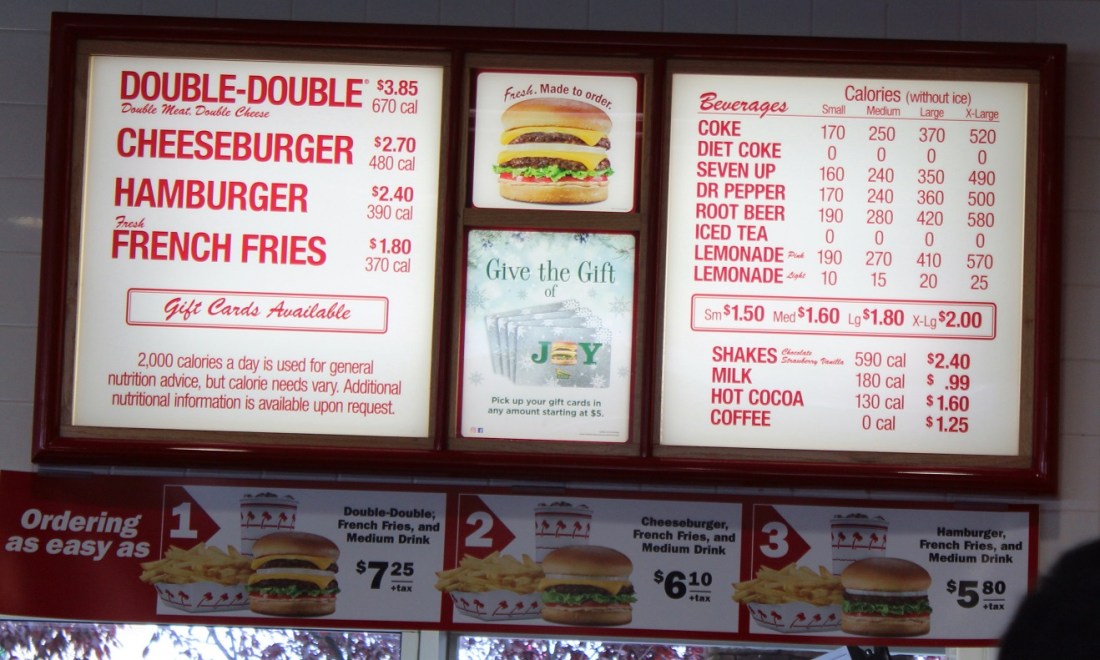 DOUBLE-DOUBLE® $3.85
Double Meat, Double Cheese 670 cal
CHEESEBURGER $2.70
480 cal
HAMBURGER $2.40
390 cal
Fresh
FRENCH FRIES $1.80
370 cal
Gift Cards Available
2,000 calories a day is used for general
nutrition advice, but calorie needs vary. Additional
nutritional information is available upon request.
Fresh. Made to order.
Give the Gift
of
JOY
Pick up your gift cards in
any amount starting at $5.
Beverages Calories (without ice)
Small Medium Large X-Large
COKE 170 250 370 520
DIET COKE 0 0 0 0
SEVEN UP 160 240 350 490
DR PEPPER 170 240 360 500
ROOT BEER 190 280 420 580
ICED TEA 0 0 0 0
LEMONADE Pink 190 270 410 570
LEMONADE Light 10 15 20 25
Sm $1.50 Med $1.60 Lg $1.80 X-Lg $2.00
SHAKES Chocolate Strawberry Vanilla 590 cal $2.40
MILK 180 cal $ .99
HOT COCOA 130 cal $1.60
COFFEE 0 cal $1.25
Ordering
as easy as
1
Double-Double,
French Fries, and
Medium Drink
$7 25
+tax
2
Cheeseburger,
French Fries, and
Medium Drink
$6 10
+tax
3
Hamburger,
French Fries, and
Medium Drink
$5 80
+tax